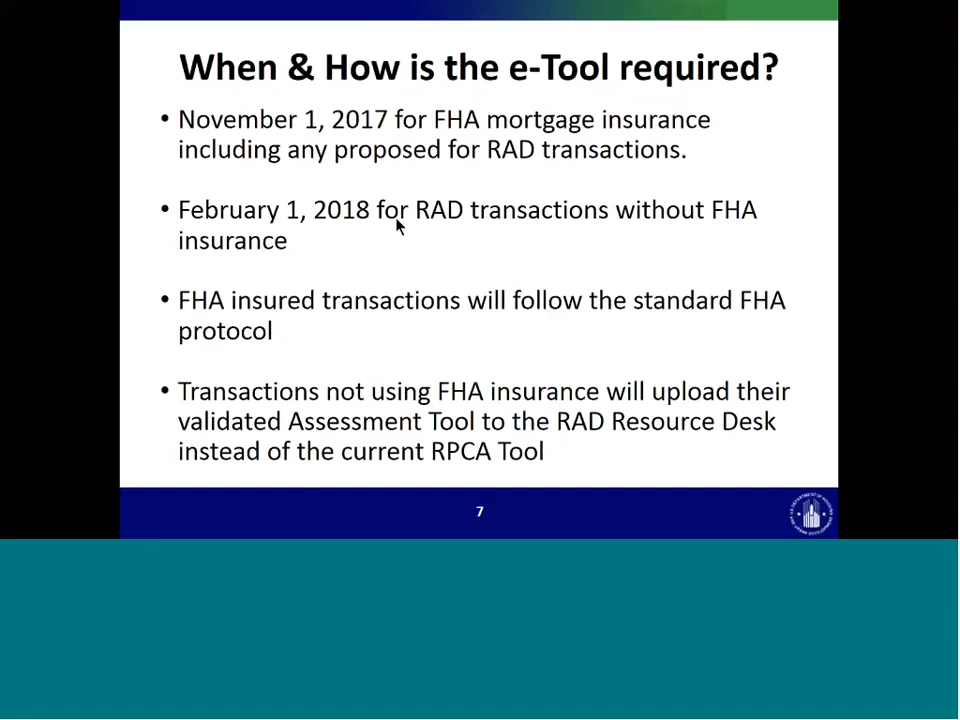 When & How is the e-Tool required?
• November 1, 2017 for FHA mortgage insurance
including any proposed for RAD transactions.
• February 1, 2018 for RAD transactions without FHA
insurance
• FHA insured transactions will follow the standard FHA
protocol
• Transactions not using FHA insurance will upload their
validated Assessment Tool to the RAD Resource Desk
instead of the current RPCA Tool
7